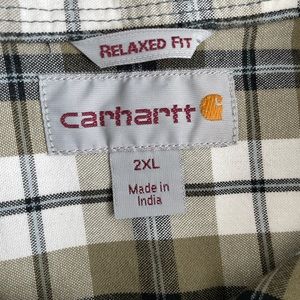 RELAXED FIT
carhartt
2XL
Made in
India